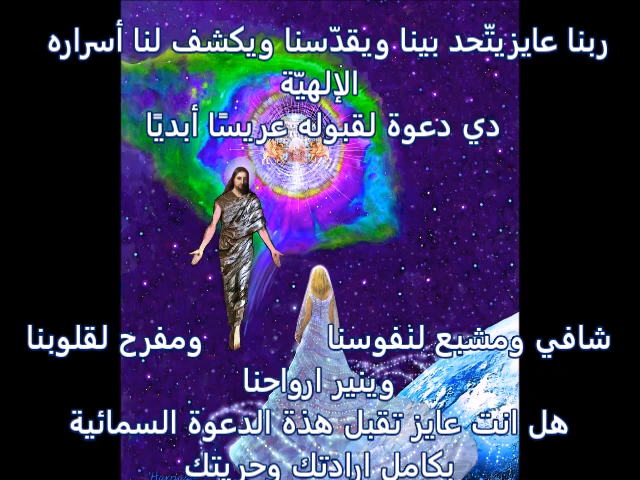 ربنا عايزيتّحد بينا ويقدّسنا ويكشف لنا أسراره
الإلهيّة
دي دعوة لقبوله عريسًا أبديًا
شافي ومشبع لنفوسنا ومفرح لقلوبنا
وينير ارواحنا
هل انت عايز تقبل هذة الدعوة السمائية
بكامل ارادتك وحريتك